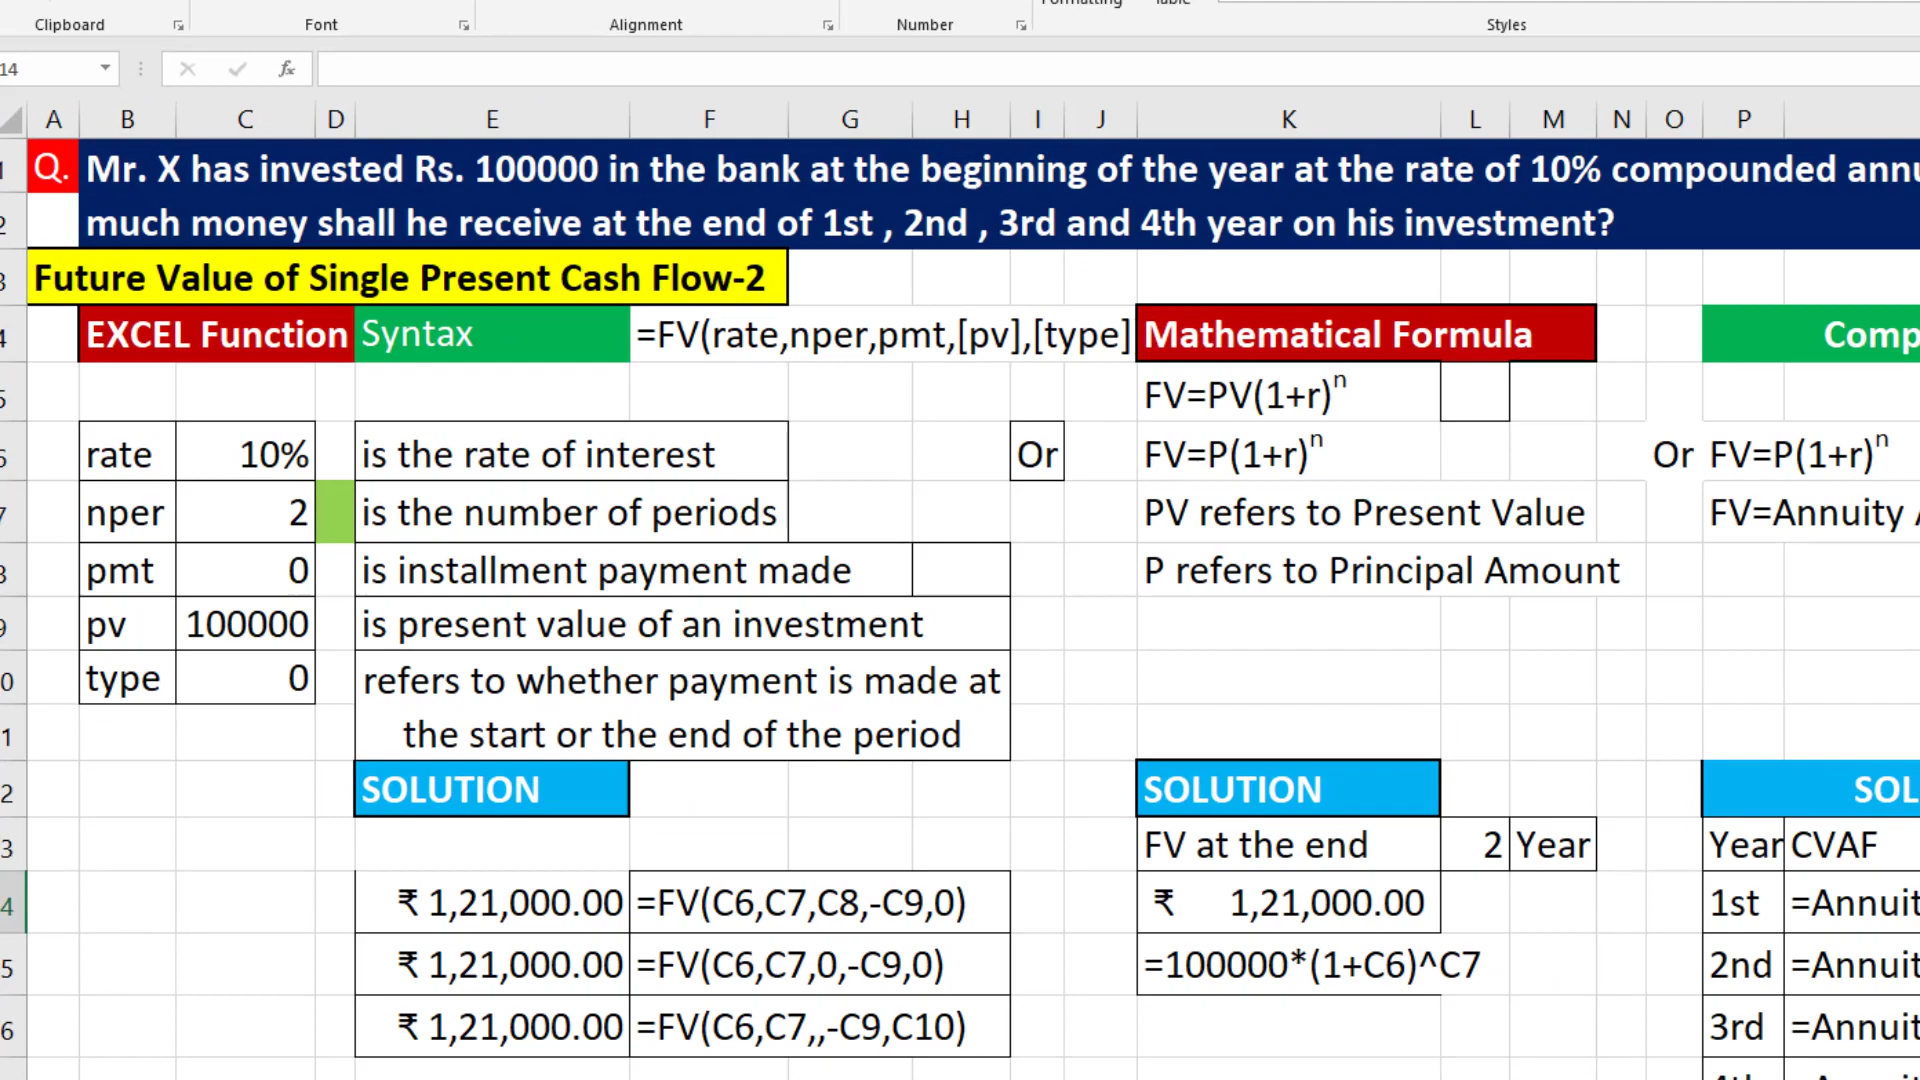 Clipboard Font Alignment Number Styles
14
A B C D E F G H I J K L M N O P
Q. Mr. X has invested Rs. 100000 in the bank at the beginning of the year at the rate of 10% compounded
much money shall he receive at the end of 1st , 2nd , 3rd and 4th year on his investment?
Future Value of Single Present Cash Flow-2
EXCEL Function Syntax =FV(rate,nper,pmt,[pv],[type] Mathematical Formula
FV=PV(1+r)ⁿ
rate 10% is the rate of interest Or FV=P(1+r)ⁿ Or FV=P(1+r)ⁿ
nper 2 is the number of periods PV refers to Present Value FV=Annuity
pmt 0 is installment payment made P refers to Principal Amount
pv 100000 is present value of an investment
type 0 refers to whether payment is made at
the start or the end of the period
SOLUTION SOLUTION
FV at the end 2 Year Year CVAF
₹ 1,21,000.00 =FV(C6,C7,C8,-C9,0) ₹ 1,21,000.00 1st
₹ 1,21,000.00 =FV(C6,C7,0,-C9,0) =100000*(1+C6)^C7 2nd
₹ 1,21,000.00 =FV(C6,C7,,-C9,C10) 3rd